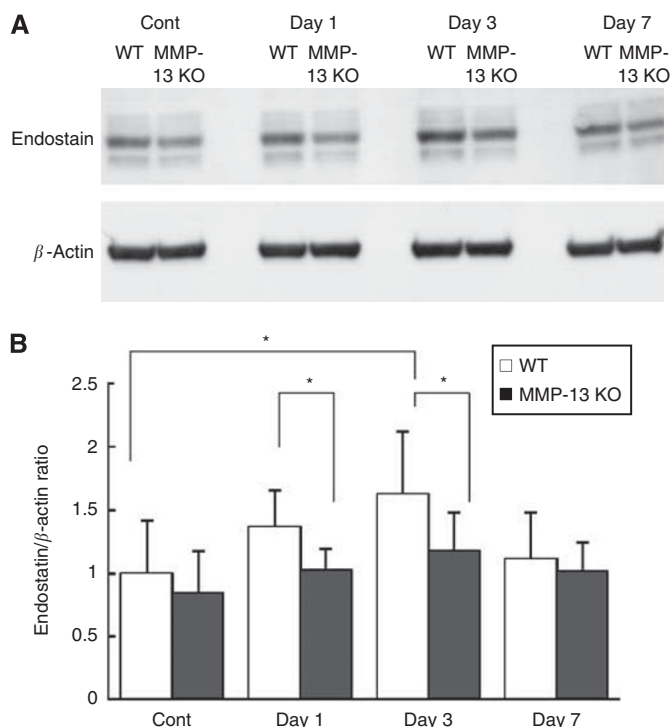 A
Cont Day 1 Day 3 Day 7
WT MMP- WT MMP- WT MMP- WT MMP-
13 KO 13 KO 13 KO 13 KO
Endostain
β-Actin
B
*
WT
MMP-13 KO
* *
2.5
2
1.5
1
0.5
0
Endostatin/β-actin ratio
Cont Day 1 Day 3 Day 7